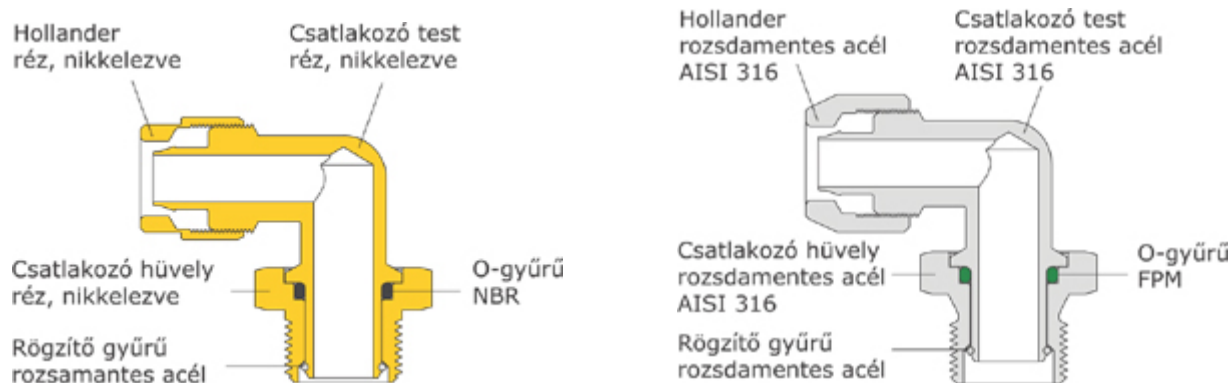 Hollander
réz, nikkelezve
Csatlakozó test
réz, nikkelezve
Csatlakozó hüvely
réz, nikkelezve
O-gyűrű
NBR
Rögzítő gyűrű
rozsamantes acél
Hollander
rozsdamentes acél
AISI 316
Csatlakozó test
rozsdamentes acél
AISI 316
Csatlakozó hüvely
rozsdamentes acél
AISI 316
O-gyűrű
FPM
Rögzítő gyűrű
rozsdamentes acél